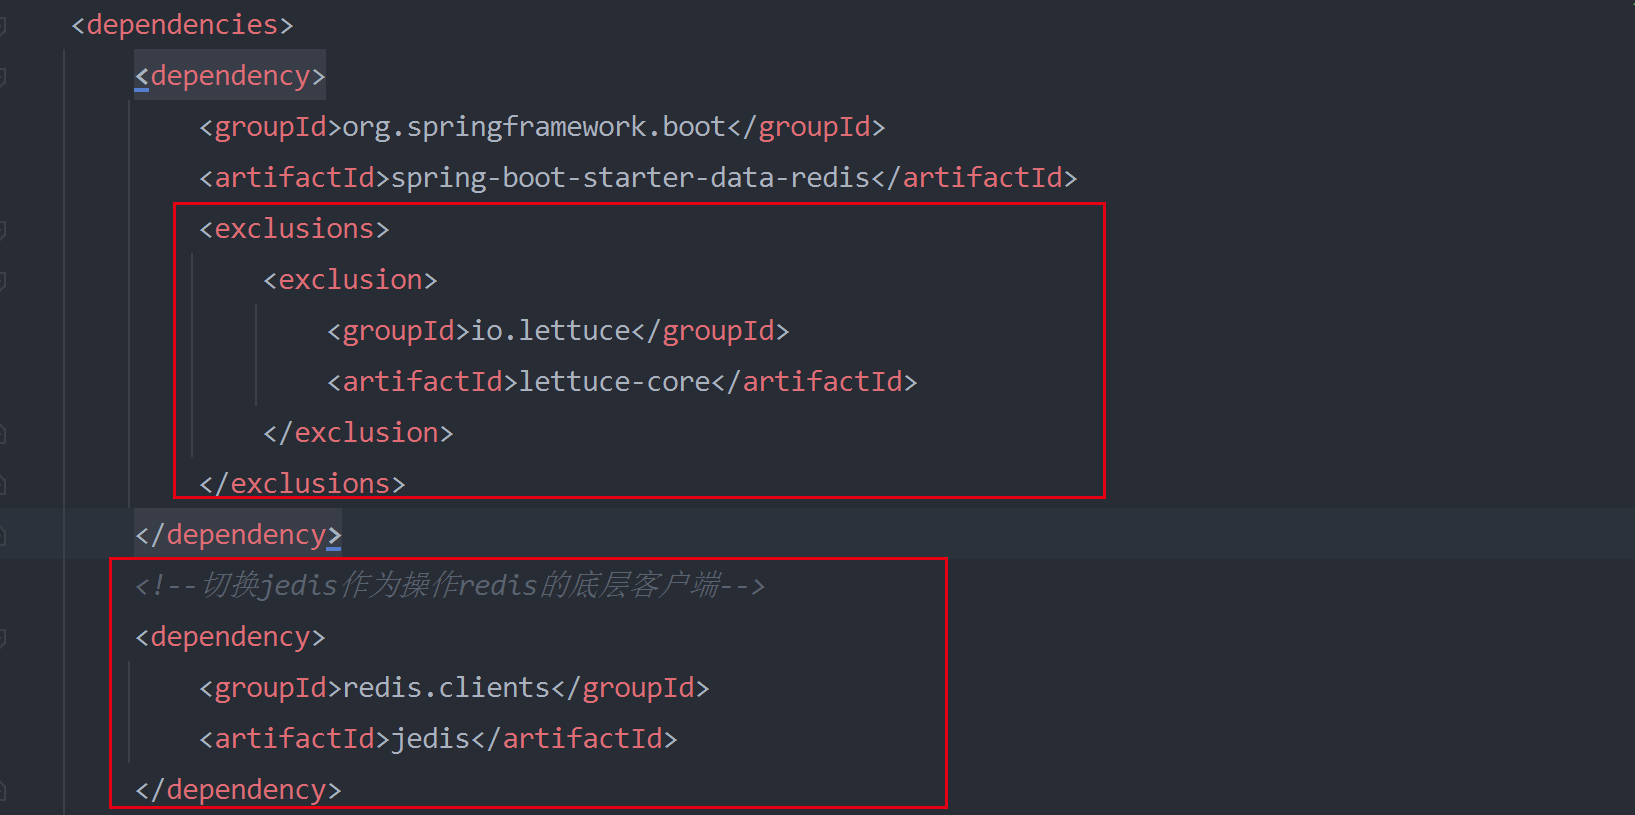 <dependencies>
<dependency>
<groupId>org.springframework.boot</groupId>
<artifactId>spring-boot-starter-data-redis</artifactId>
<exclusions>
<exclusion>
<groupId>io.lettuce</groupId>
<artifactId>lettuce-core</artifactId>
</exclusion>
</exclusions>
</dependency>
<!--切换jedis作为操作redis的底层客户端-->
<dependency>
<groupId>redis.clients</groupId>
<artifactId>jedis</artifactId>
</dependency>